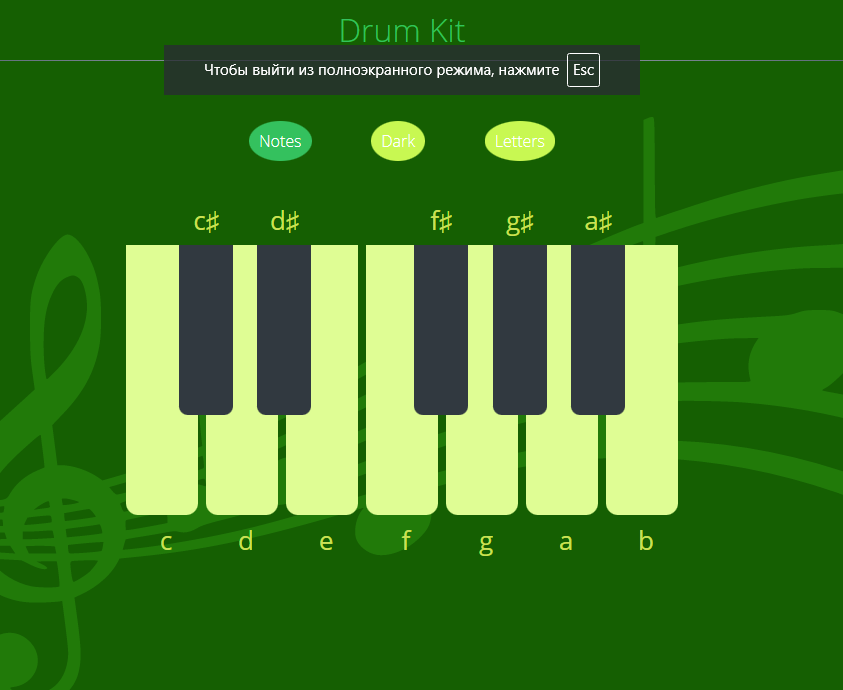 Drum Kit
Чтобы выйти из полноэкранного режима, нажмите Esc
Notes Dark Letters
c♯ d♯ f♯ g♯ a♯
c d e f g a b